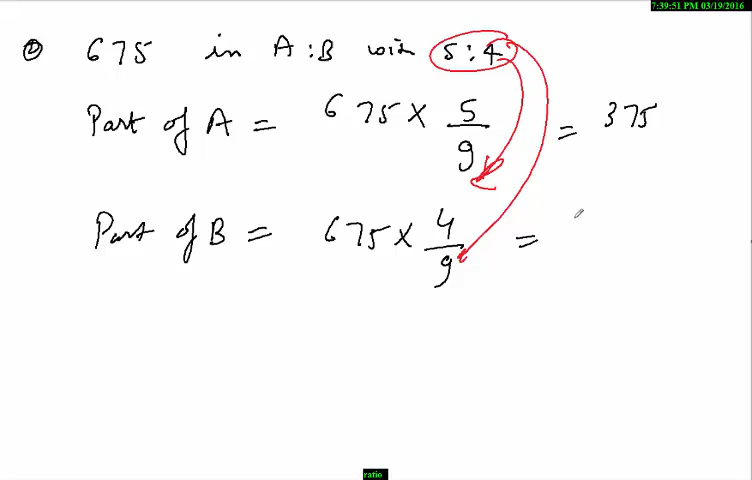 7:39:51 PM 03/19/2016
② 675 in A:B with 5:4
Part of A = 675 × 5/9 = 375
Part of B = 675 × 4/9 =
ratio